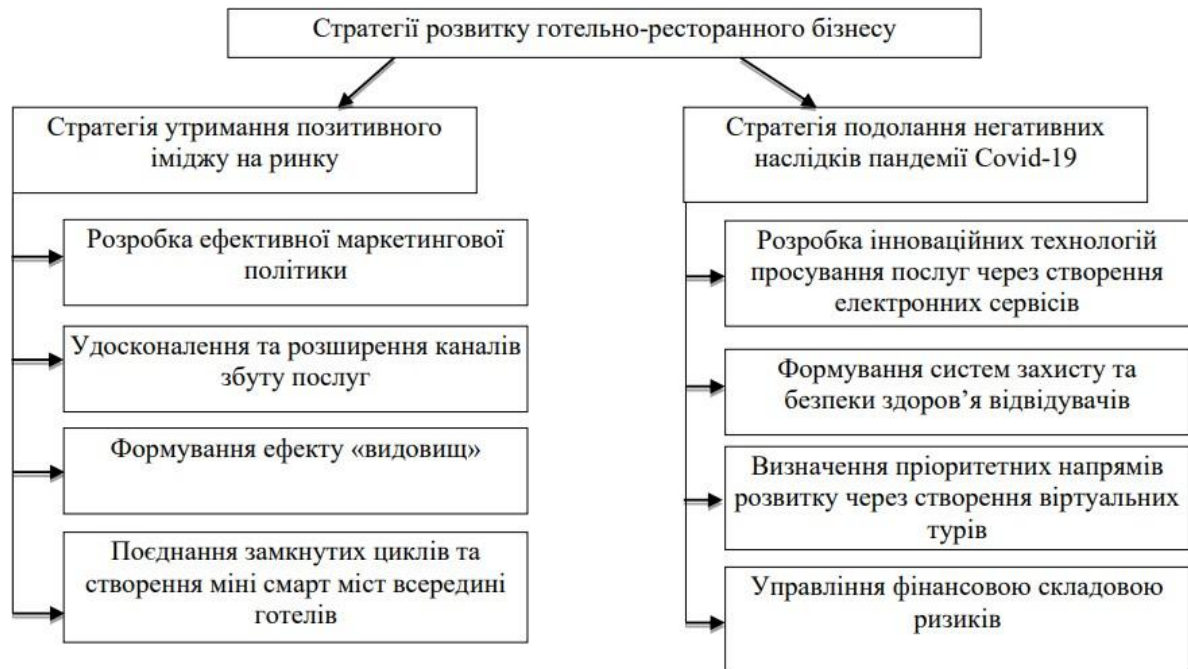 Стратегії розвитку готельно-ресторанного бізнесу
Стратегія утримання позитивного
іміджу на ринку
Розробка ефективної маркетингової
політики
Удосконалення та розширення каналів
збуту послуг
Формування ефекту «видовищ»
Поєднання замкнутих циклів та
створення міні смарт міст всередині
готелів
Стратегія подолання негативних
наслідків пандемії Covid-19
Розробка інноваційних технологій
просування послуг через створення
електронних сервісів
Формування систем захисту та
безпеки здоров’я відвідувачів
Визначення пріоритетних напрямів
розвитку через створення віртуальних
турів
Управління фінансовою складовою
ризиків